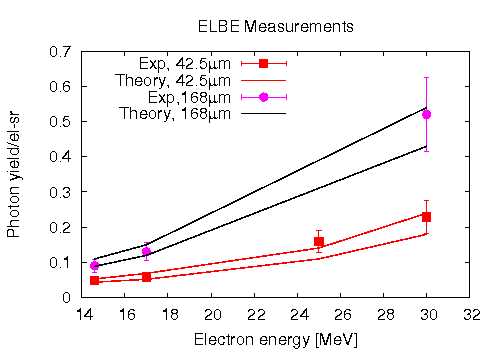 ELBE Measurements
Exp, 42.5μm
Theory, 42.5μm
Exp,168μm
Theory, 168μm
Photon yield/el-sr
0.7
0.6
0.5
0.4
0.3
0.2
0.1
0
14 16 18 20 22 24 26 28 30 32
Electron energy [MeV]